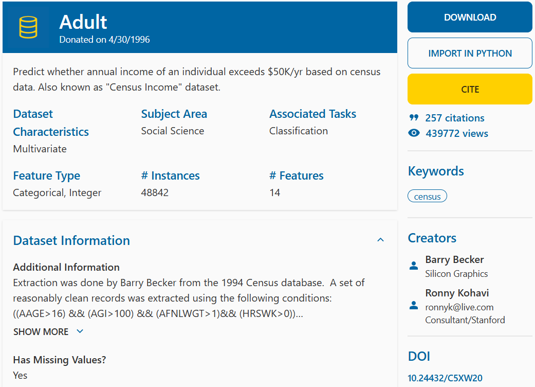 Adult
Donated on 4/30/1996
Predict whether annual income of an individual exceeds $50K/yr based on census
data. Also known as "Census Income" dataset.
Dataset
Characteristics
Multivariate
Subject Area
Social Science
Associated Tasks
Classification
Feature Type
Categorical, Integer
# Instances
48842
# Features
14
Dataset Information
Additional Information
Extraction was done by Barry Becker from the 1994 Census database.  A set of
reasonably clean records was extracted using the following conditions:
((AAGE>16) && (AGI>100) && (AFNLWGT>1)&& (HRSWK>0))...
SHOW MORE
Has Missing Values?
Yes
DOWNLOAD
IMPORT IN PYTHON
CITE
257 citations
439772 views
Keywords
census
Creators
Barry Becker
Silicon Graphics
Ronny Kohavi
ronnyk@live.com
Consultant/Stanford
DOI
10.24432/C5XW20